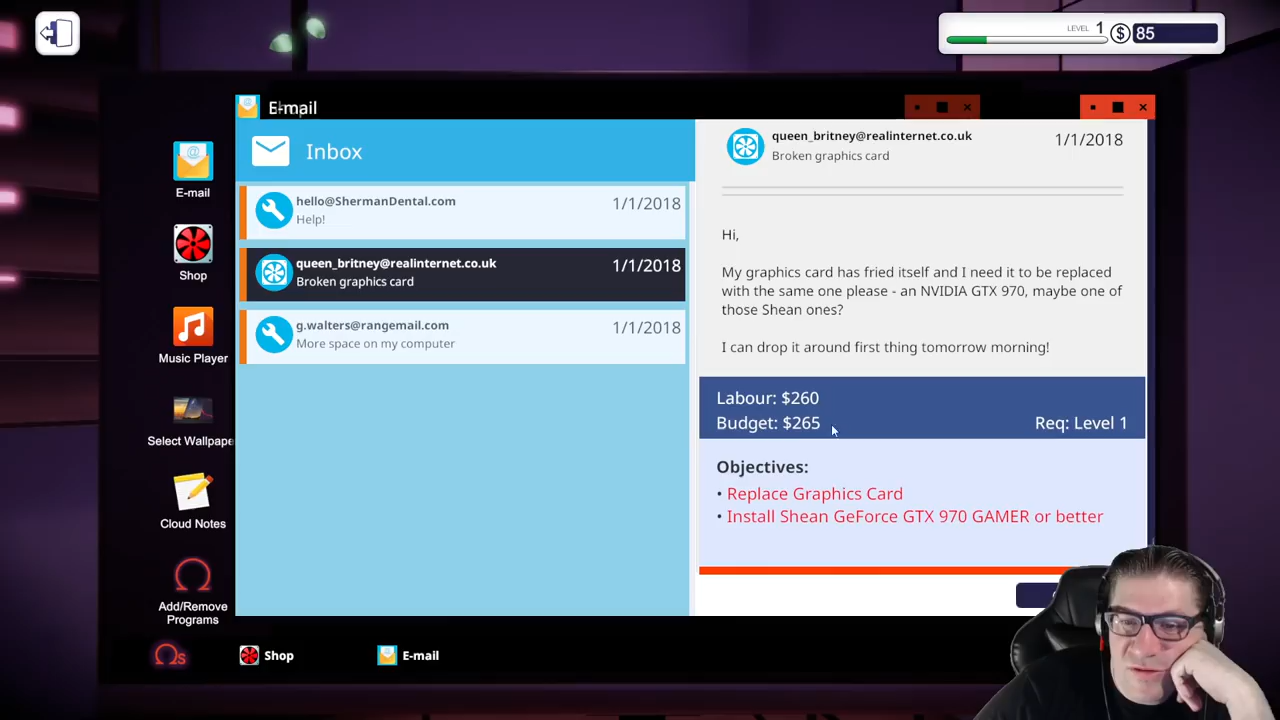 LEVEL 1
$ 85
E-mail
Inbox
queen_britney@realinternet.co.uk
1/1/2018
Broken graphics card
E-mail
Shop
Music Player
Select Wallpape
Cloud Notes
Add/Remove
Programs
hello@ShermanDental.com
1/1/2018
Help!
queen_britney@realinternet.co.uk
1/1/2018
Broken graphics card
g.walters@rangemail.com
1/1/2018
More space on my computer
Hi,
My graphics card has fried itself and I need it to be replaced
with the same one please - an NVIDIA GTX 970, maybe one of
those Shean ones?
I can drop it around first thing tomorrow morning!
Labour: $260
Budget: $265
Req: Level 1
Objectives:
• Replace Graphics Card
• Install Shean GeForce GTX 970 GAMER or better
Ωs
Shop
E-mail